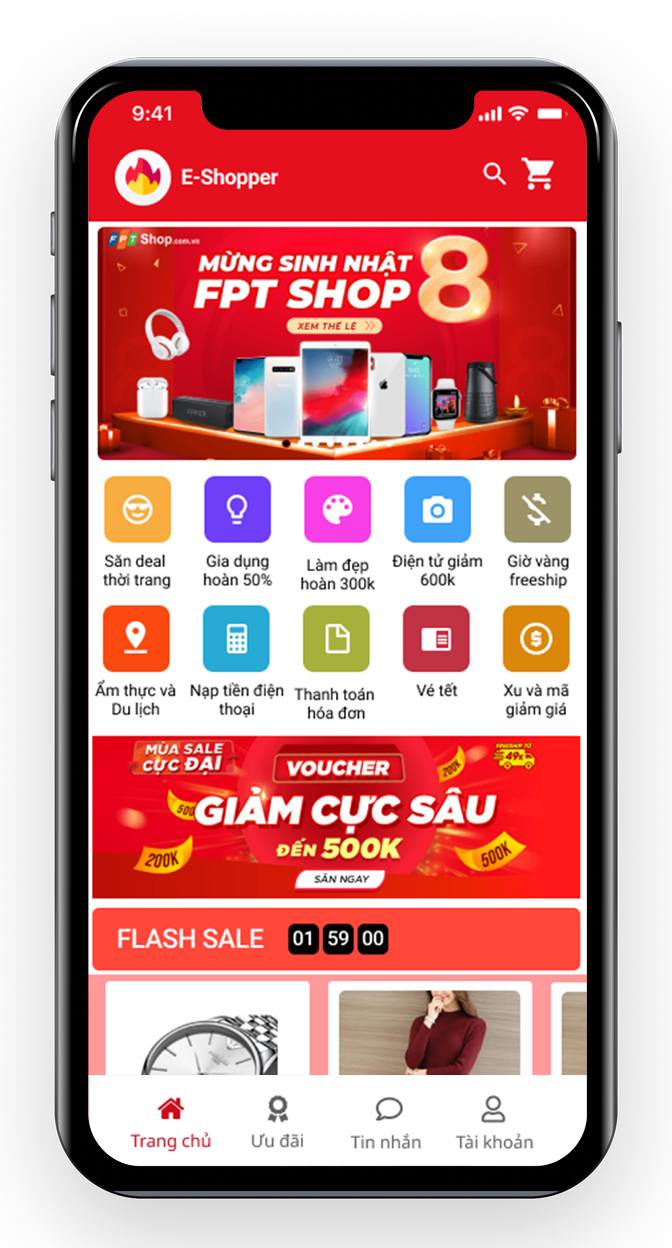 9:41
E-Shopper
FPT Shop.com.vn
MỪNG SINH NHẬT
FPT SHOP 8
XEM THỂ LỆ
Săn deal
thời trang
Gia dụng
hoàn 50%
Làm đẹp
hoàn 300k
Điện tử giảm
600k
Giờ vàng
freeship
Ẩm thực và
Du lịch
Nạp tiền điện
thoại
Thanh toán
hóa đơn
Vé tết
Xu và mã
giảm giá
MÙA SALE
CỰC ĐẠI
VOUCHER
200K
FREESHIP TỪ
49K
500
GIẢM CỰC SÂU
ĐẾN 500K
200K
500K
SĂN NGAY
FLASH SALE 01 59 00
Trang chủ
Ưu đãi
Tin nhắn
Tài khoản